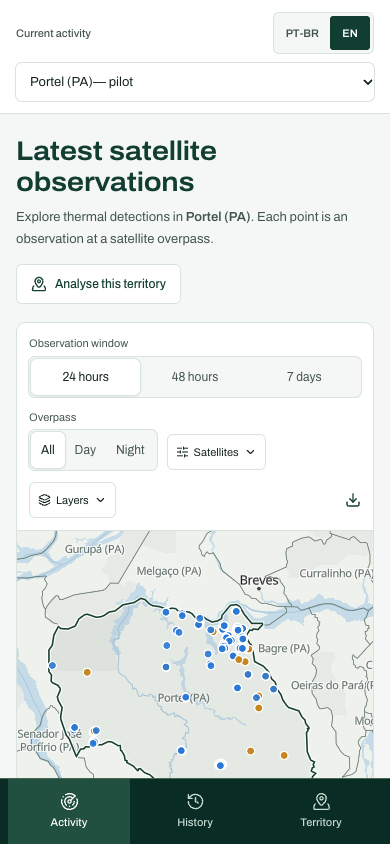 Current activity
PT-BR
EN
Portel (PA)— pilot
Latest satellite
observations
Explore thermal detections in Portel (PA). Each point is an
observation at a satellite overpass.
Analyse this territory
Observation window
24 hours
48 hours
7 days
Overpass
All
Day
Night
Satellites
Layers
Gurupá (PA)
Melgaço (PA)
Breves
Curralinho (PA)
Bagre (PA)
Oeiras do Pará (P
Portel (PA)
Senador José
Porfírio (PA)
Moc
Activity
History
Territory